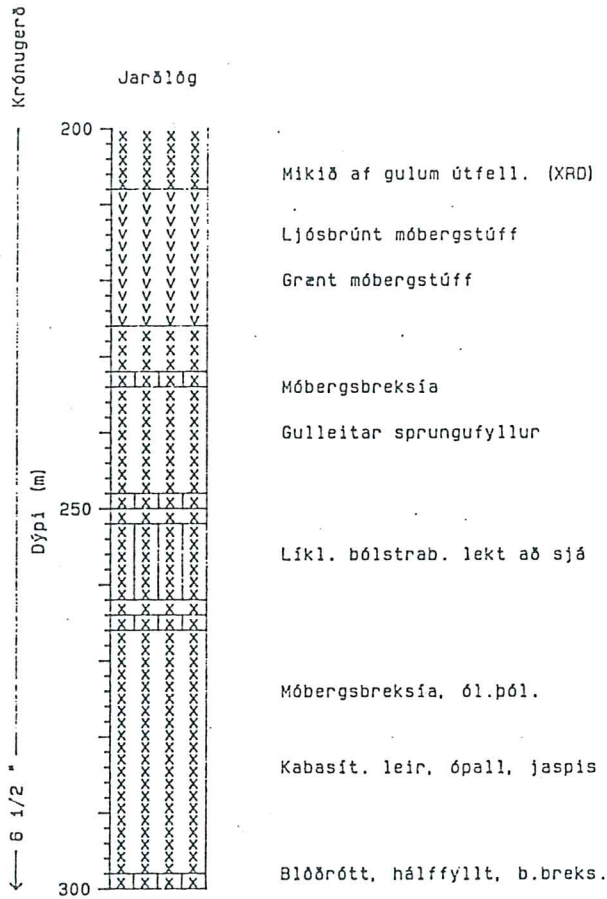 Krónugerð
6 1/2 "
Jarðlög
Dýpi (m)
200
250
300
Mikið af gulum útfell. (XRD)
Ljósbrúnt móbergstúff
Grænt móbergstúff
Móbergsbreksía
Gulleitar sprungufyllur
Líkl. bólstrab. lekt að sjá
Móbergsbreksía, ól.þól.
Kabasít. leir, ópall, jaspis
Blóðrótt, hálffýllt, b.breks.